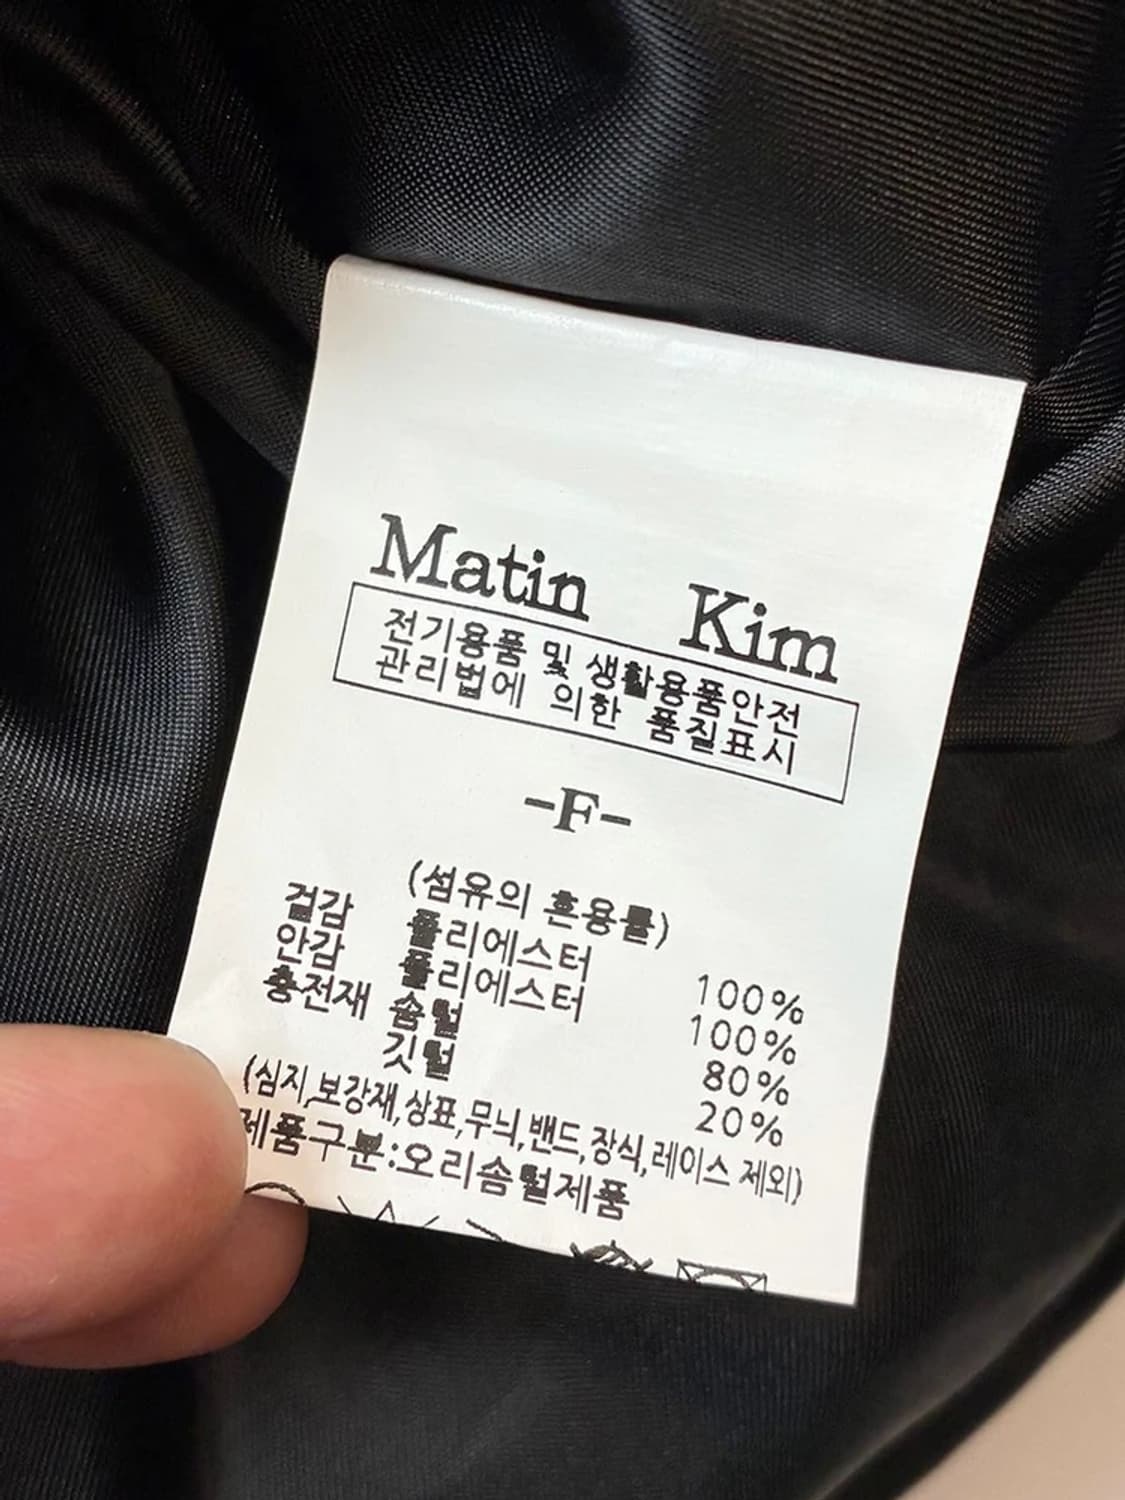 Matin Kim
전기용품 및 생활용품안전
관리법에 의한 품질표시
-F-
(섬유의 혼용률)
겉감 폴리에스터 100%
안감 폴리에스터 100%
충전재 솜털 80%
깃털 20%
(심지,보강재,상표,무늬,밴드,장식,레이스 제외)
제품구분:오리솜털제품